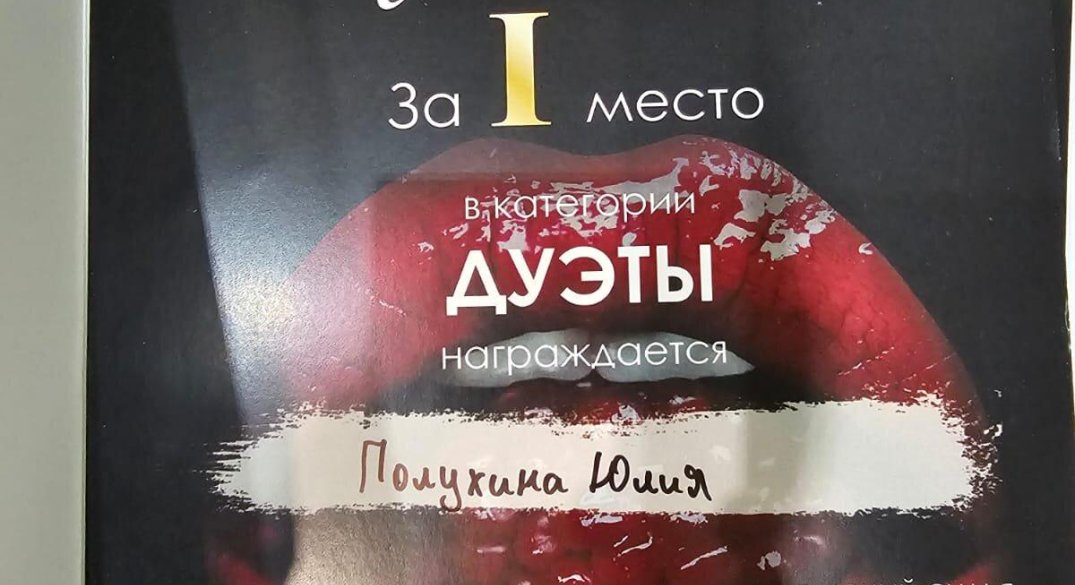 За I место
в категории
ДУЭТЫ
награждается
Полухина Юлия